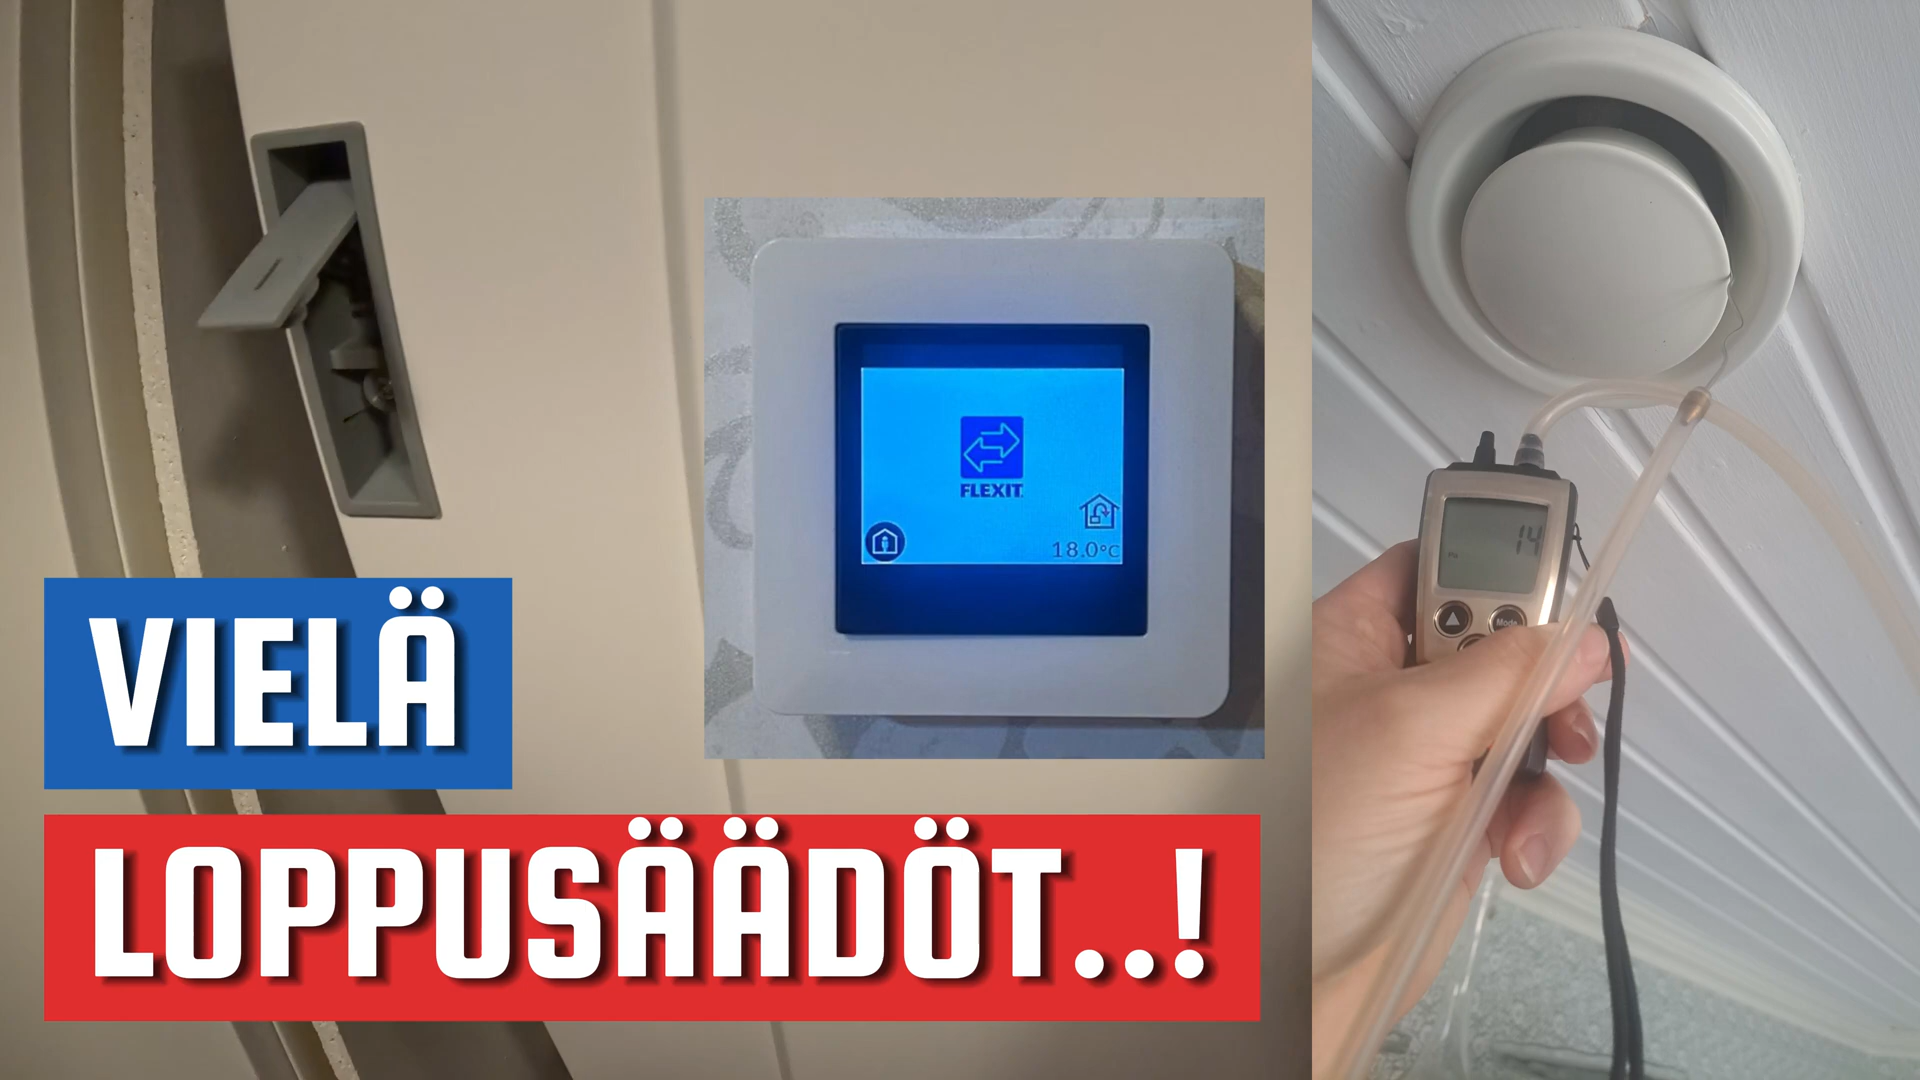 FLEXIT
18.0°C
14
Mode
VIELÄ
LOPPUSÄÄDÖT..!